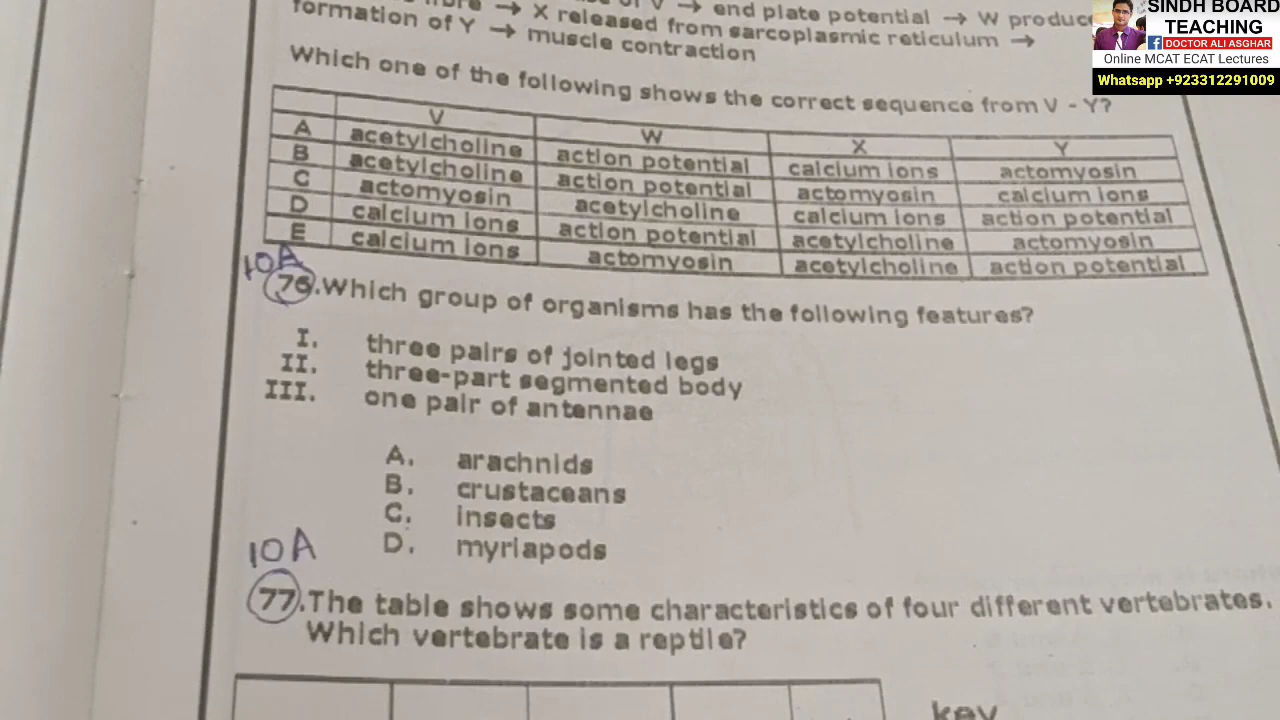 → X released from sarcoplasmic reticulum →
→ end plate potential → W
formation of Y → muscle contraction
Which one of the following shows the correct sequence from V - Y?
V W X Y
A acetylcholine action potential calcium ions actomyosin
B acetylcholine action potential actomyosin calcium ions
C actomyosin acetylcholine calcium ions action potential
D calcium ions action potential acetylcholine actomyosin
E calcium ions actomyosin acetylcholine action potential
10A
76. Which group of organisms has the following features?
I. three pairs of jointed legs
II. three-part segmented body
III. one pair of antennae
A. arachnids
B. crustaceans
C. insects
D. myriapods
10A
77. The table shows some characteristics of four different vertebrates.
Which vertebrate is a reptile?
key
SINDH BOARD
TEACHING
f DOCTOR ALI ASGHAR
Online MCAT ECAT Lectures
Whatsapp +923312291009